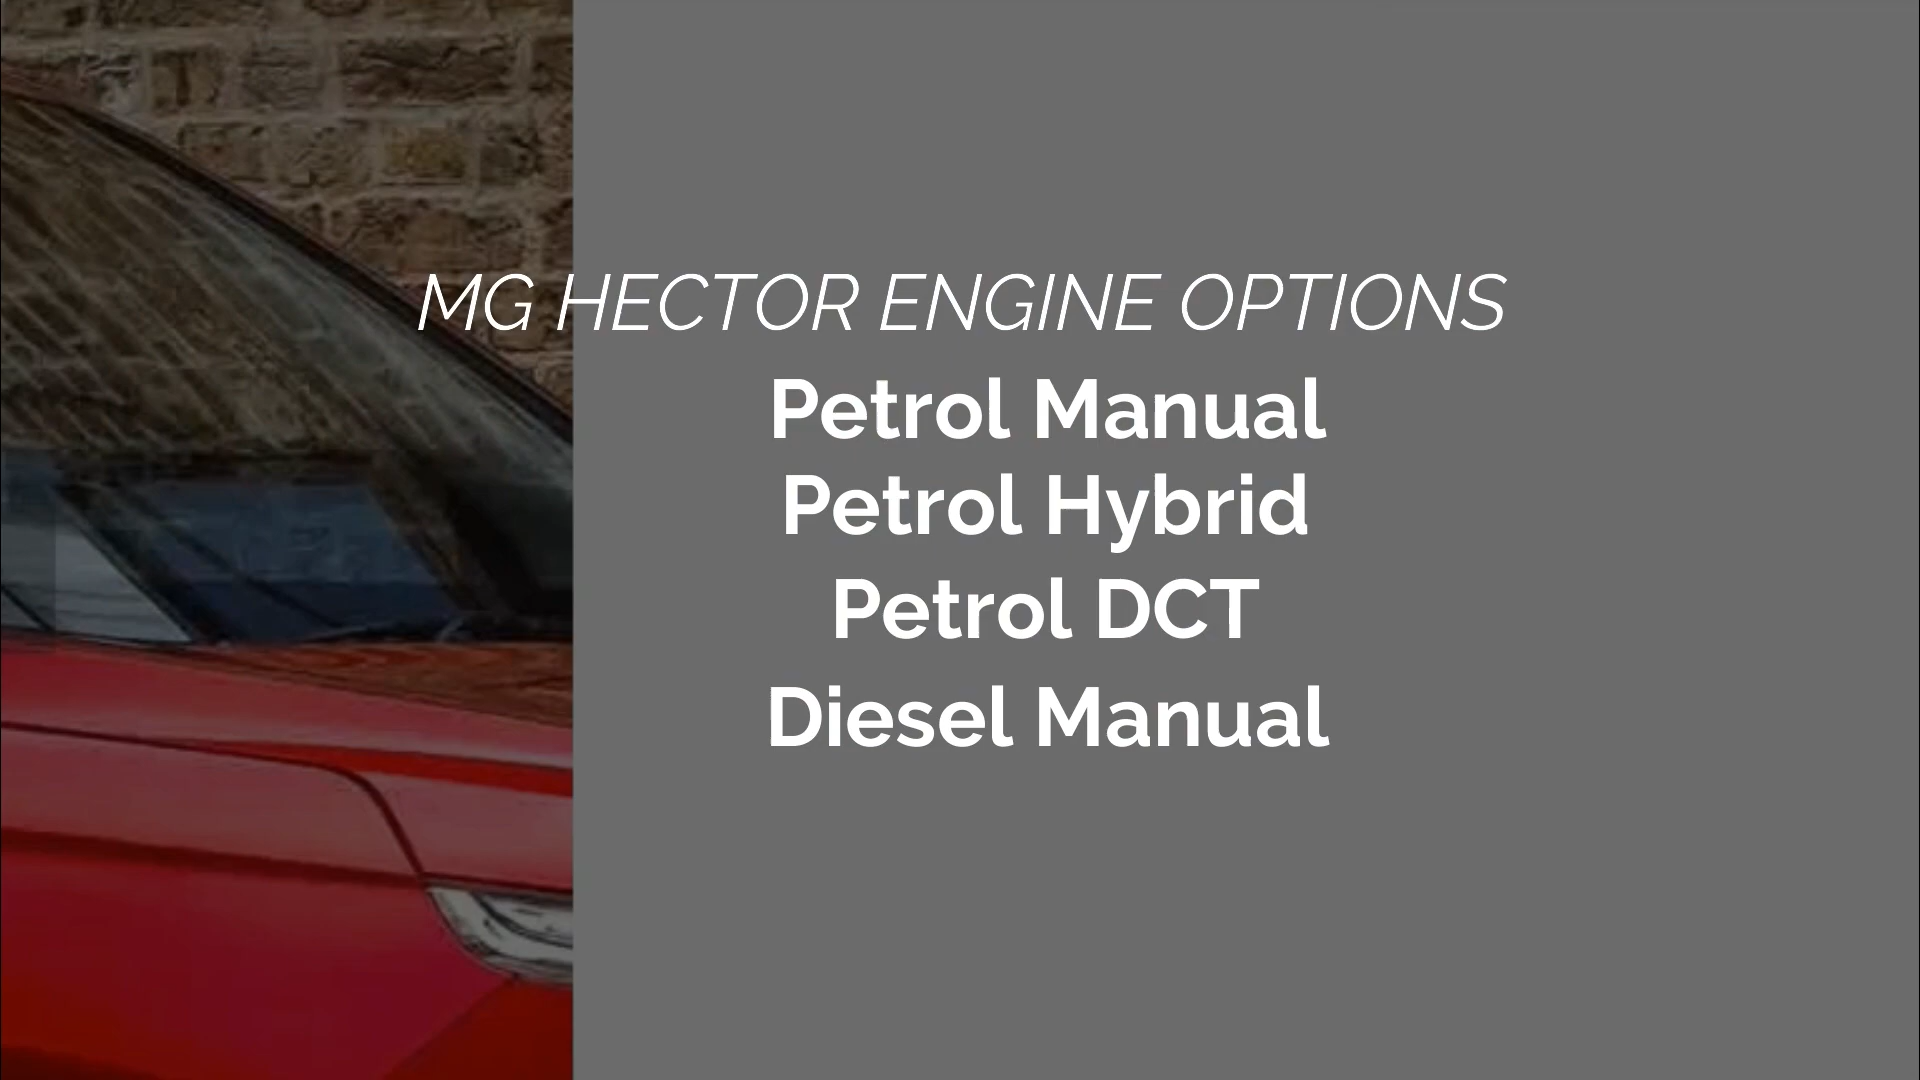 MG HECTOR ENGINE OPTIONS
Petrol Manual
Petrol Hybrid
Petrol DCT
Diesel Manual